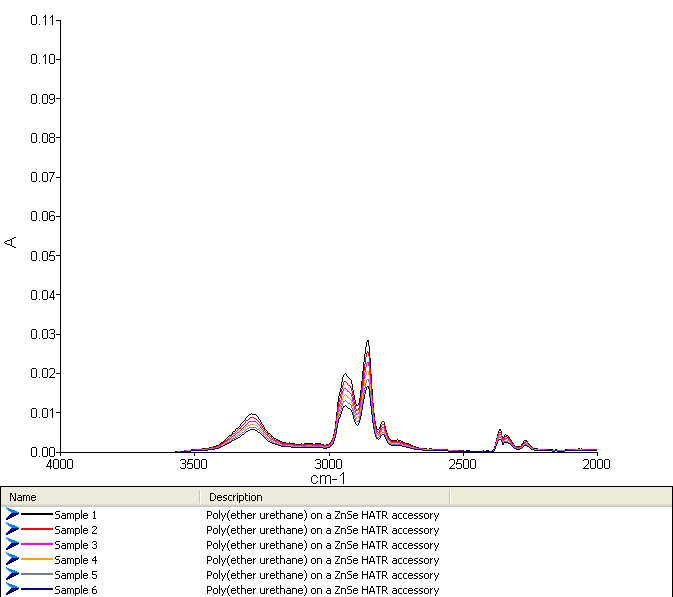 0.11
0.10
0.09
0.08
0.07
0.06
A
0.05
0.04
0.03
0.02
0.01
0.00
4000 3500 3000 2500 2000
cm-1
Name Description
Sample 1 Poly(ether urethane) on a ZnSe HATR accessory
Sample 2 Poly(ether urethane) on a ZnSe HATR accessory
Sample 3 Poly(ether urethane) on a ZnSe HATR accessory
Sample 4 Poly(ether urethane) on a ZnSe HATR accessory
Sample 5 Poly(ether urethane) on a ZnSe HATR accessory
Sample 6 Poly(ether urethane) on a ZnSe HATR accessory